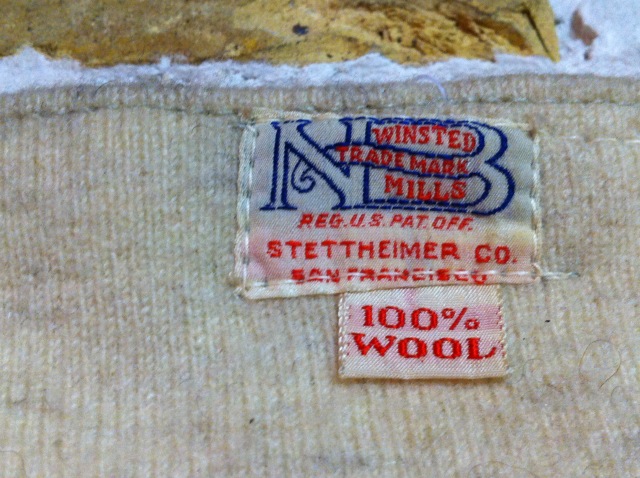 NB
WINSTED
TRADE MARK
MILLS
REG. U.S. PAT. OFF.
STETTHEIMER CO.
SAN FRANCISCO
100%
WOOL